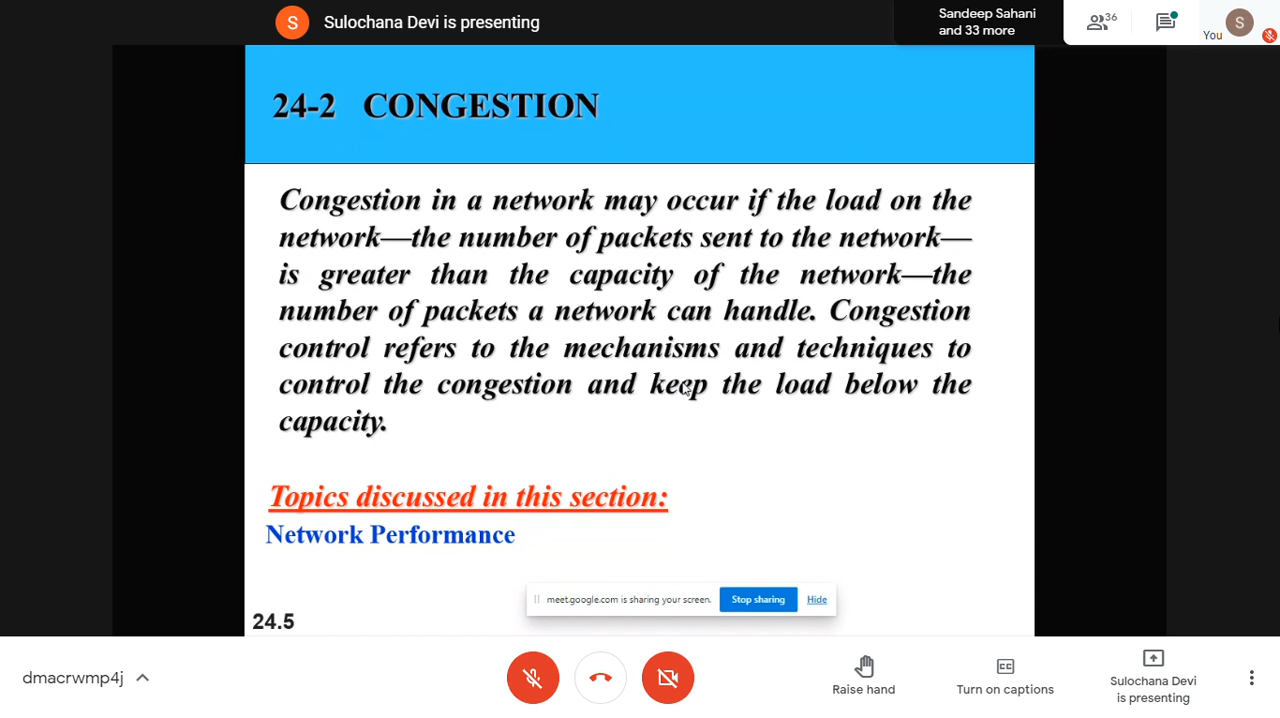 S Sulochana Devi is presenting
Sandeep Sahani
and 33 more
36
S
You
24-2 CONGESTION
Congestion in a network may occur if the load on the
network—the number of packets sent to the network—
is greater than the capacity of the network—the
number of packets a network can handle. Congestion
control refers to the mechanisms and techniques to
control the congestion and keep the load below the
capacity.
Topics discussed in this section:
Network Performance
meet.google.com is sharing your screen. Stop sharing Hide
24.5
dmacrwmp4j
Raise hand
CC
Turn on captions
Sulochana Devi
is presenting